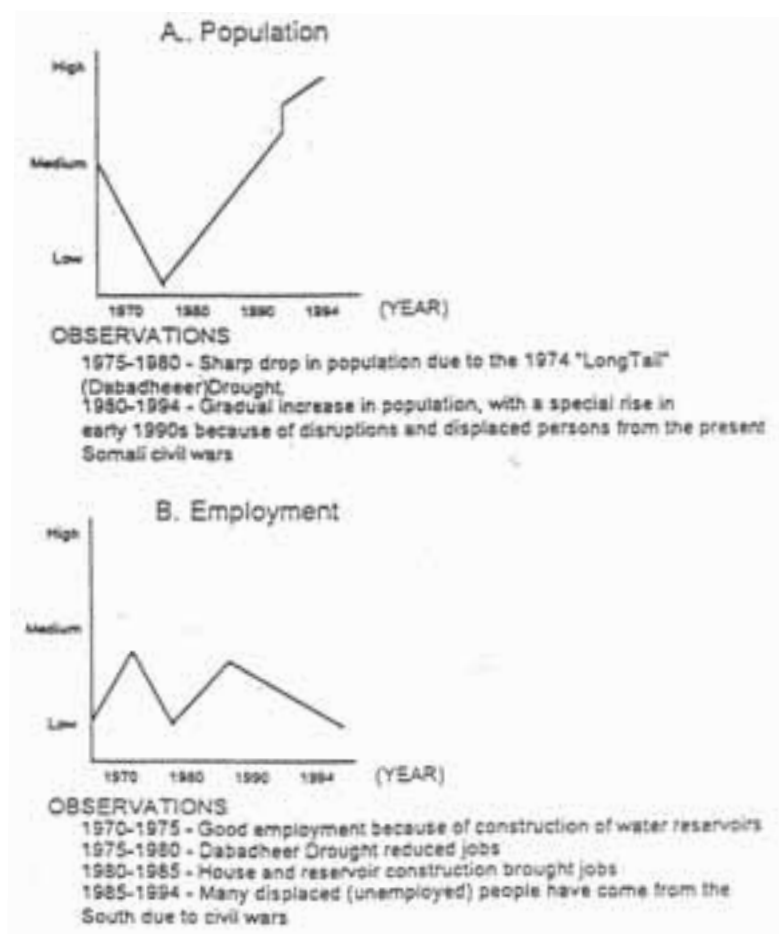 A.. Population
High
Medium
Low
1970 1980 1990 1994 (YEAR)
OBSERVATIONS
1975-1980 - Sharp drop in population due to the 1974 "LongTail"
(Dabadheeer)Drought,
1980-1994 - Gradual increase in population, with a special rise in
early 1990s because of disruptions and displaced persons from the present
Somali civil wars
B. Employment
High
Medium
Low
1970 1980 1990 1994 (YEAR)
OBSERVATIONS
1970-1975 - Good employment because of construction of water reservoirs
1975-1980 - Dabadheer Drought reduced jobs
1980-1985 - House and reservoir construction brought jobs
1985-1994 - Many displaced (unemployed) people have come from the
South due to civil wars